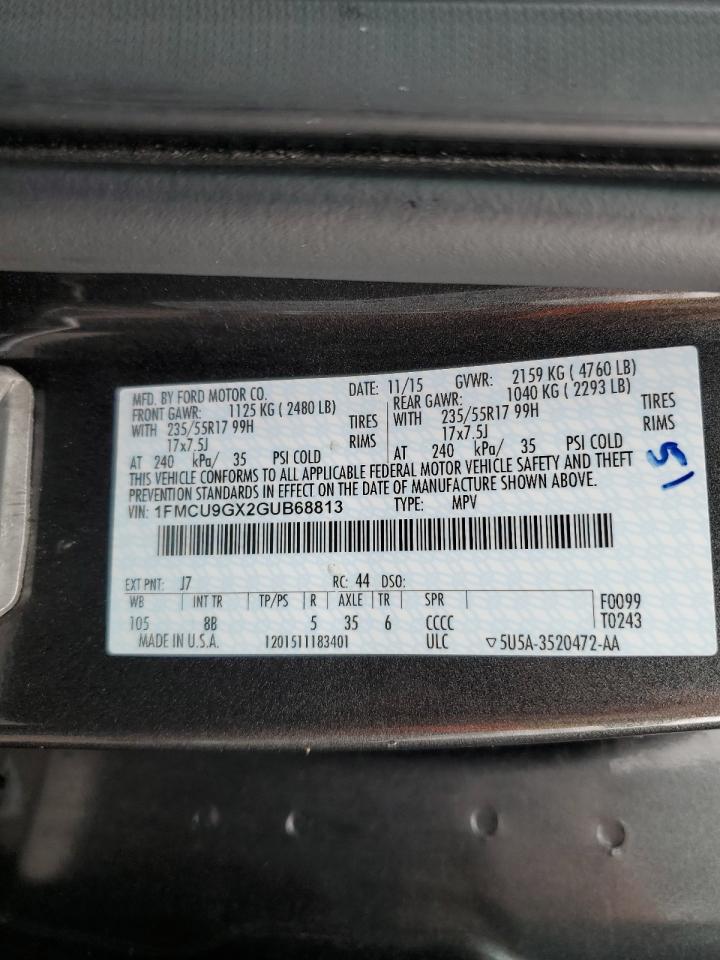 MFD. BY FORD MOTOR CO. DATE: 11/15 GVWR: 2159 KG ( 4760 LB)
FRONT GAWR: 1125 KG ( 2480 LB) REAR GAWR: 1040 KG ( 2293 LB)
WITH 235/55R17 99H TIRES WITH 235/55R17 99H TIRES
17x7.5J RIMS 17x7.5J RIMS
AT 240 kPa/ 35 PSI COLD AT 240 kPa/ 35 PSI COLD
THIS VEHICLE CONFORMS TO ALL APPLICABLE FEDERAL MOTOR VEHICLE SAFETY AND THEFT
PREVENTION STANDARDS IN EFFECT ON THE DATE OF MANUFACTURE SHOWN ABOVE.
VIN: 1FMCU9GX2GUB68813 TYPE: MPV
EXT PNT: J7 RC: 44 DSO:
WB INT TR TP/PS R AXLE TR SPR F0099
105 8B 5 35 6 CCCC T0243
MADE IN U.S.A. 1201511183401 ULC ▽5U5A-3520472-AA